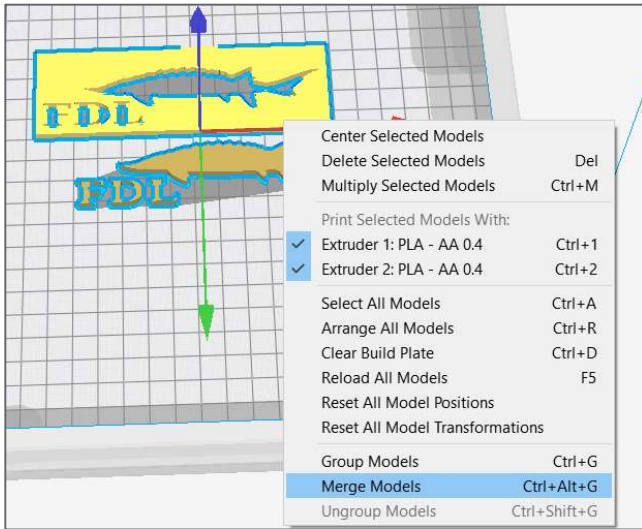 FDL
FDL
Center Selected Models
Delete Selected Models Del
Multiply Selected Models Ctrl+M
Print Selected Models With:
Extruder 1: PLA - AA 0.4 Ctrl+1
Extruder 2: PLA - AA 0.4 Ctrl+2
Select All Models Ctrl+A
Arrange All Models Ctrl+R
Clear Build Plate Ctrl+D
Reload All Models F5
Reset All Model Positions
Reset All Model Transformations
Group Models Ctrl+G
Merge Models Ctrl+Alt+G
Ungroup Models Ctrl+Shift+G